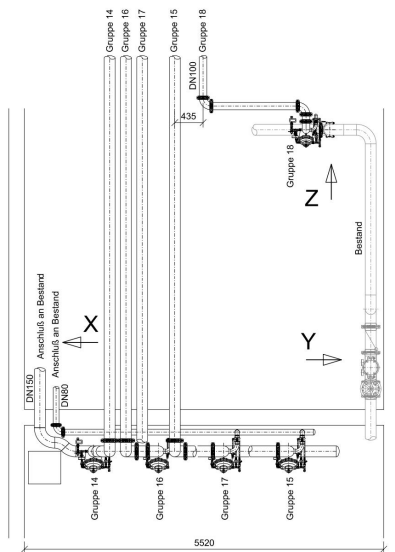 Gruppe 14
Gruppe 16
Gruppe 17
Gruppe 15
Gruppe 18
DN100
435
Gruppe 18
Z
Bestand
Anschluß an Bestand
Anschluß an Bestand
X
DN150
DN80
Y
Gruppe 14
Gruppe 16
Gruppe 17
Gruppe 15
5520